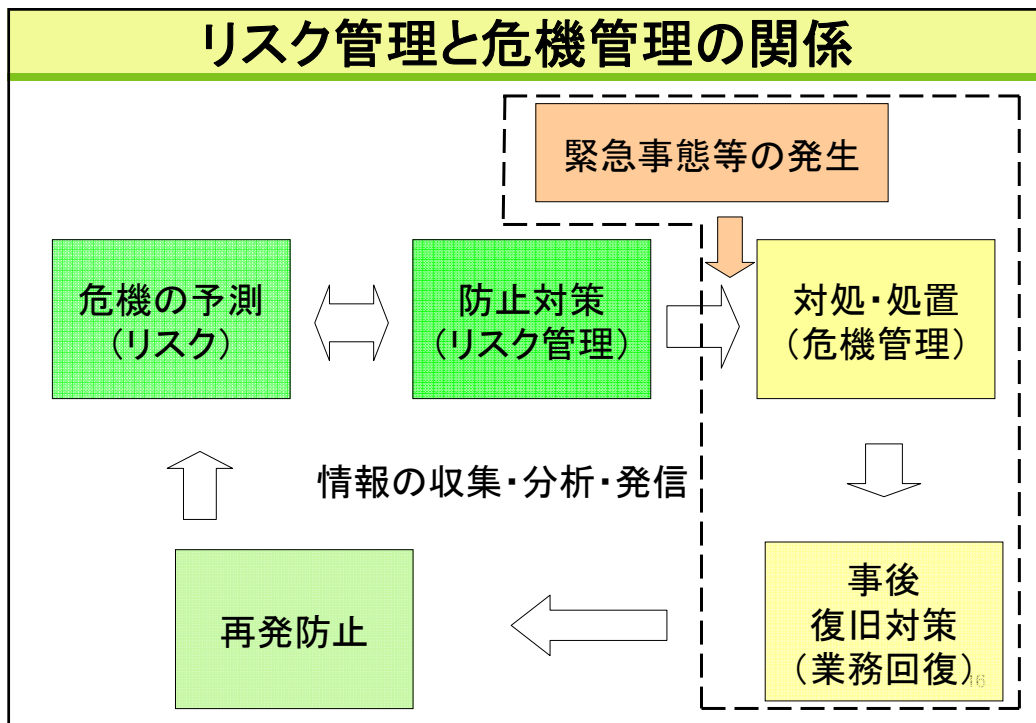 リスク管理と危機管理の関係
緊急事態等の発生
危機の予測
（リスク）
防止対策
（リスク管理）
対処・処置
（危機管理）
情報の収集・分析・発信
事後
復旧対策
（業務回復）
16
再発防止